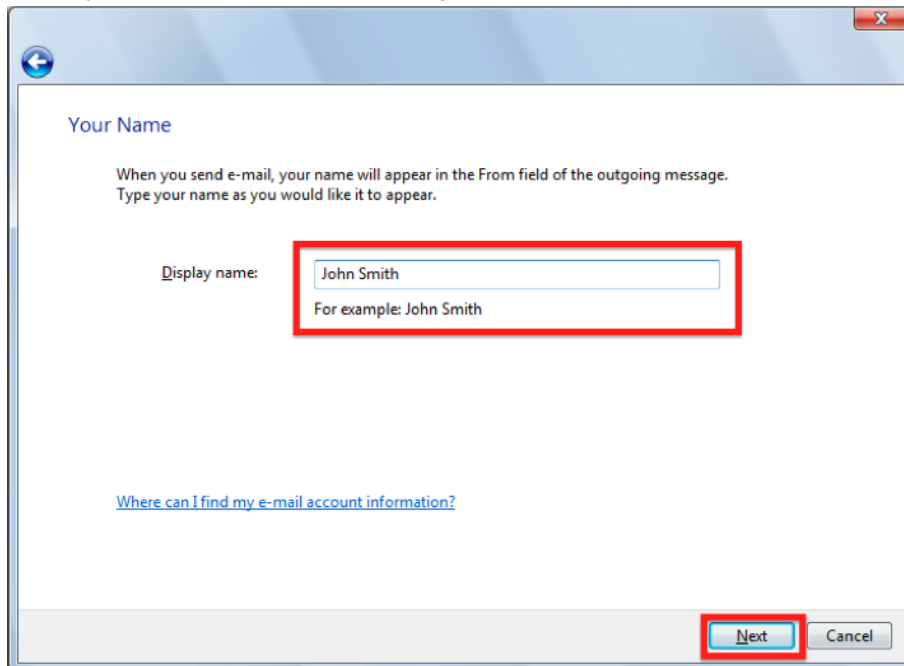 X
Your Name
When you send e-mail, your name will appear in the From field of the outgoing message.
Type your name as you would like it to appear.
Display name:
John Smith
For example: John Smith
Where can I find my e-mail account information?
Next
Cancel